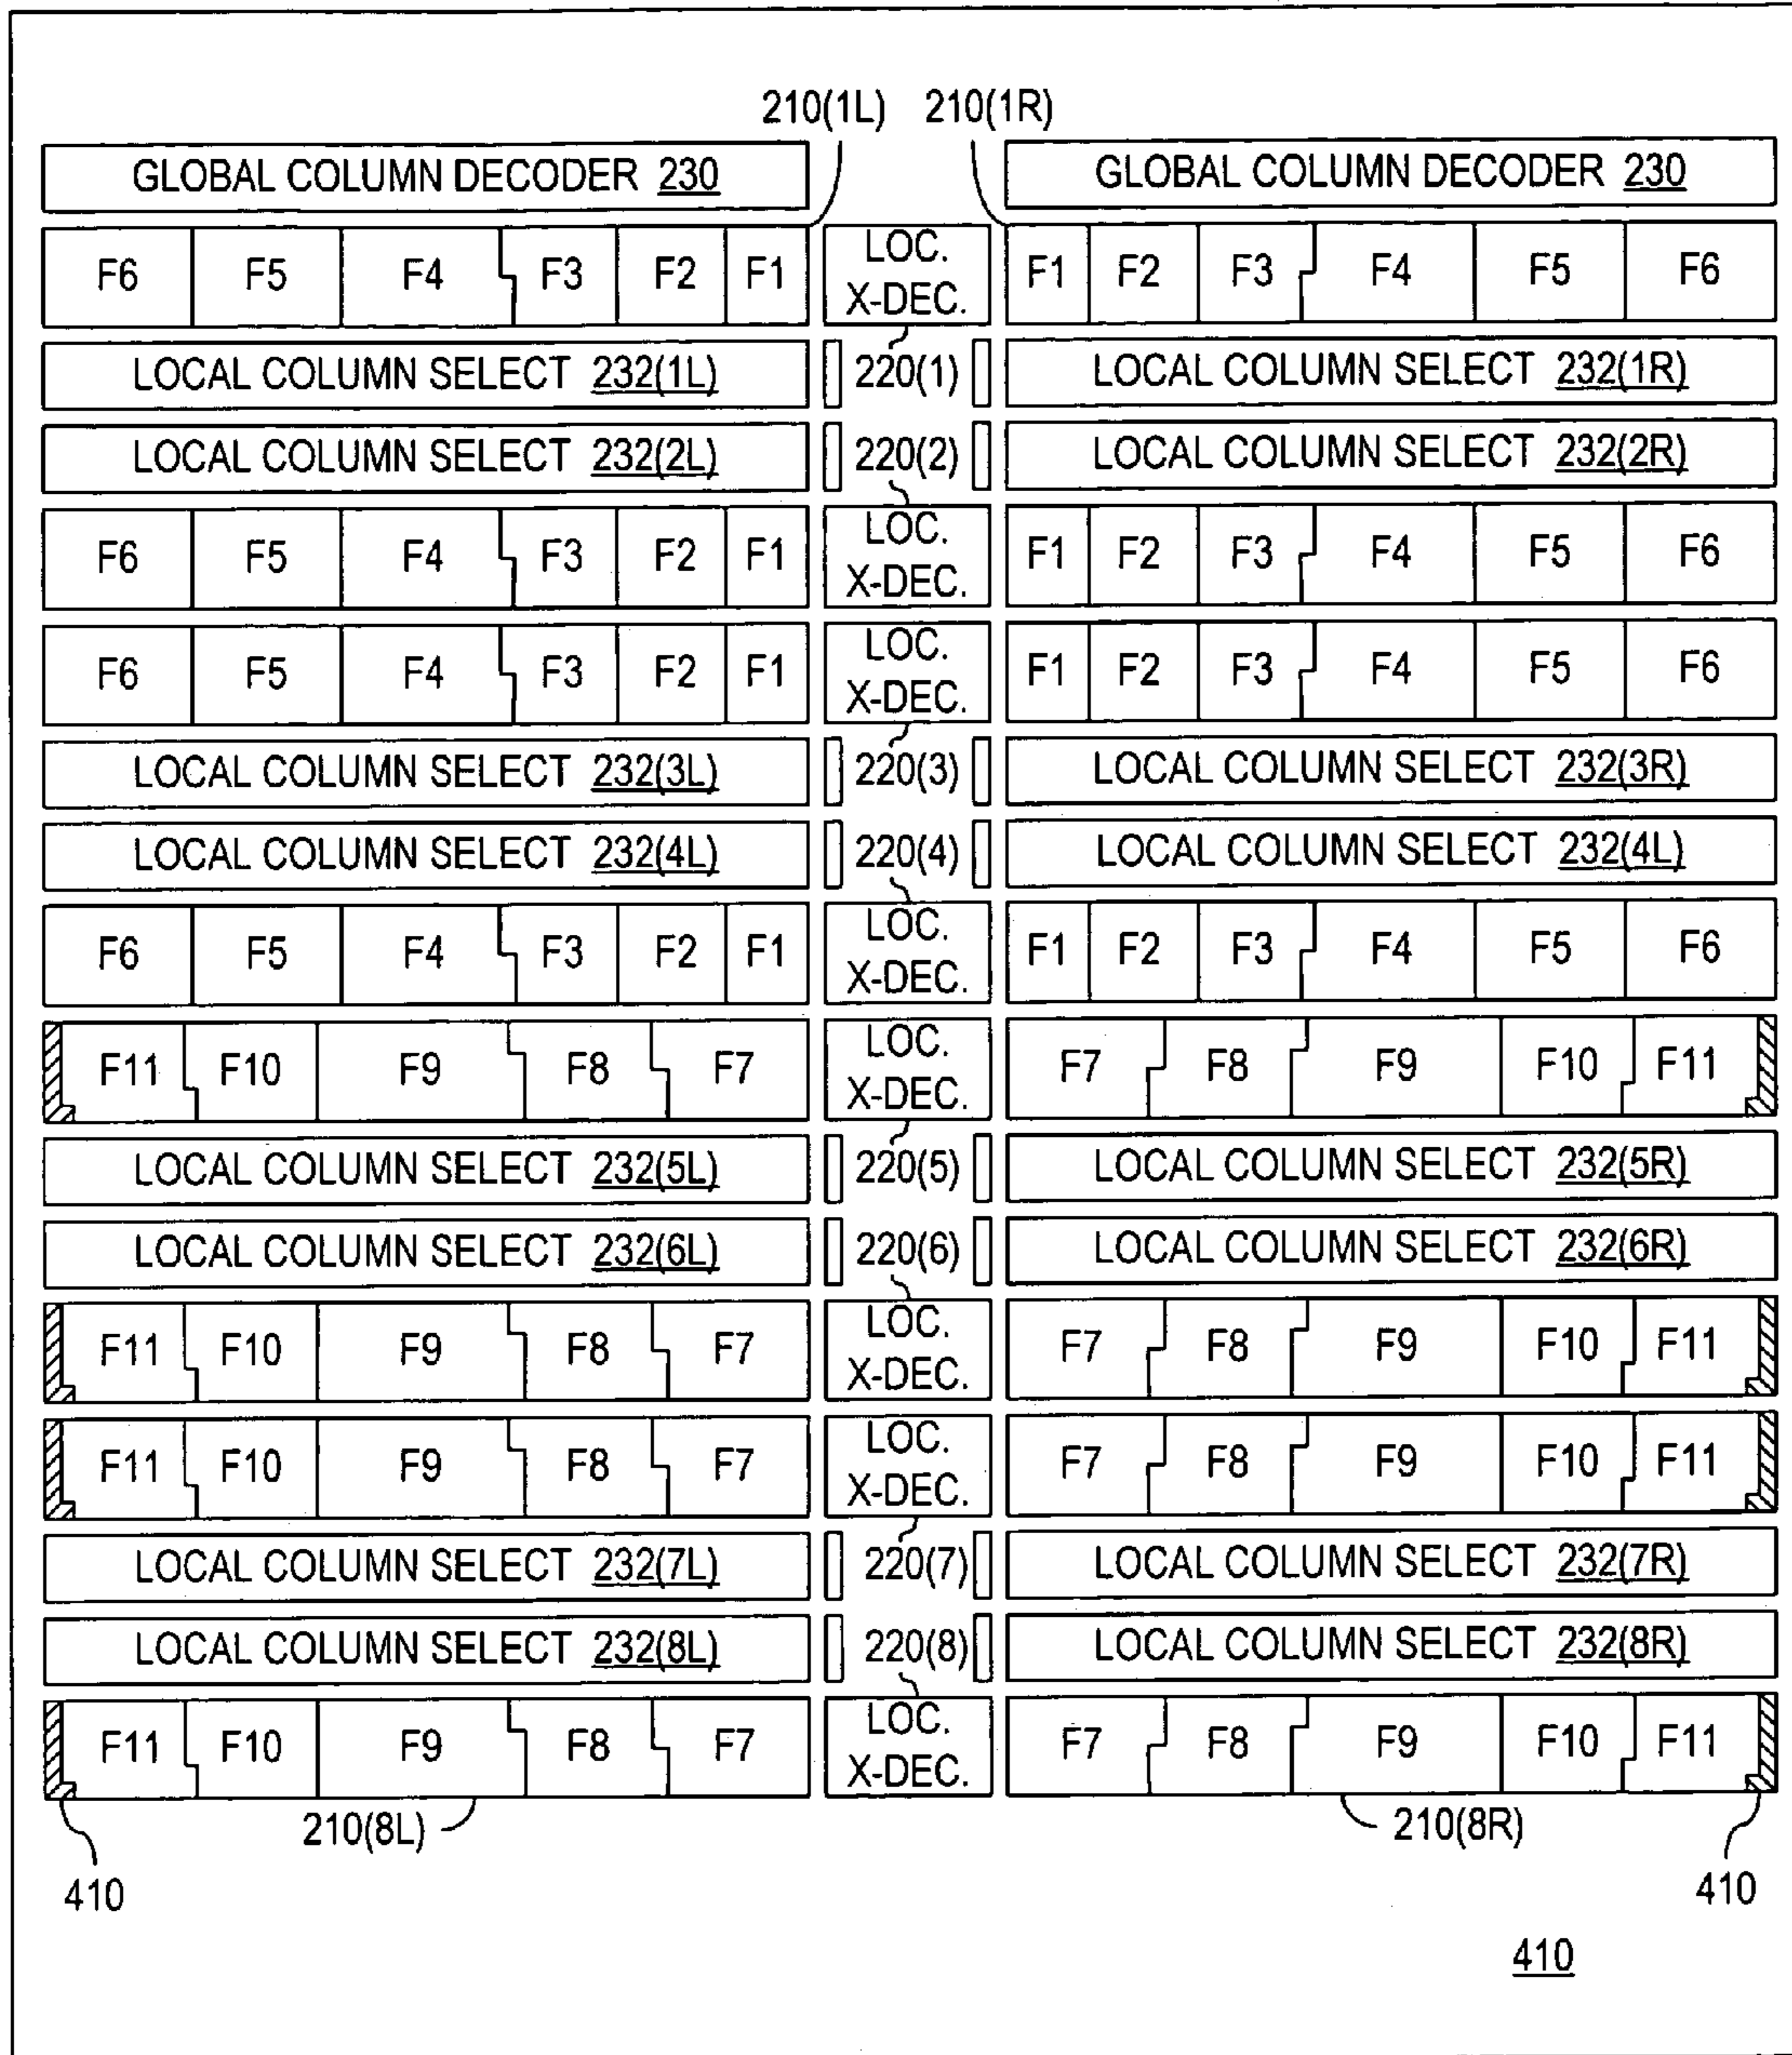 210(1L) 210(1R)
GLOBAL COLUMN DECODER 230 GLOBAL COLUMN DECODER 230
F6 F5 F4 F3 F2 F1 LOC. X-DEC. F1 F2 F3 F4 F5 F6
LOCAL COLUMN SELECT 232(1L) 220(1) LOCAL COLUMN SELECT 232(1R)
LOCAL COLUMN SELECT 232(2L) 220(2) LOCAL COLUMN SELECT 232(2R)
F6 F5 F4 F3 F2 F1 LOC. X-DEC. F1 F2 F3 F4 F5 F6
F6 F5 F4 F3 F2 F1 LOC. X-DEC. F1 F2 F3 F4 F5 F6
LOCAL COLUMN SELECT 232(3L) 220(3) LOCAL COLUMN SELECT 232(3R)
LOCAL COLUMN SELECT 232(4L) 220(4) LOCAL COLUMN SELECT 232(4L)
F6 F5 F4 F3 F2 F1 LOC. X-DEC. F1 F2 F3 F4 F5 F6
F11 F10 F9 F8 F7 LOC. X-DEC. F7 F8 F9 F10 F11
LOCAL COLUMN SELECT 232(5L) 220(5) LOCAL COLUMN SELECT 232(5R)
LOCAL COLUMN SELECT 232(6L) 220(6) LOCAL COLUMN SELECT 232(6R)
F11 F10 F9 F8 F7 LOC. X-DEC. F7 F8 F9 F10 F11
F11 F10 F9 F8 F7 LOC. X-DEC. F7 F8 F9 F10 F11
LOCAL COLUMN SELECT 232(7L) 220(7) LOCAL COLUMN SELECT 232(7R)
LOCAL COLUMN SELECT 232(8L) 220(8) LOCAL COLUMN SELECT 232(8R)
F11 F10 F9 F8 F7 LOC. X-DEC. F7 F8 F9 F10 F11
210(8L) 210(8R)
410 410
410